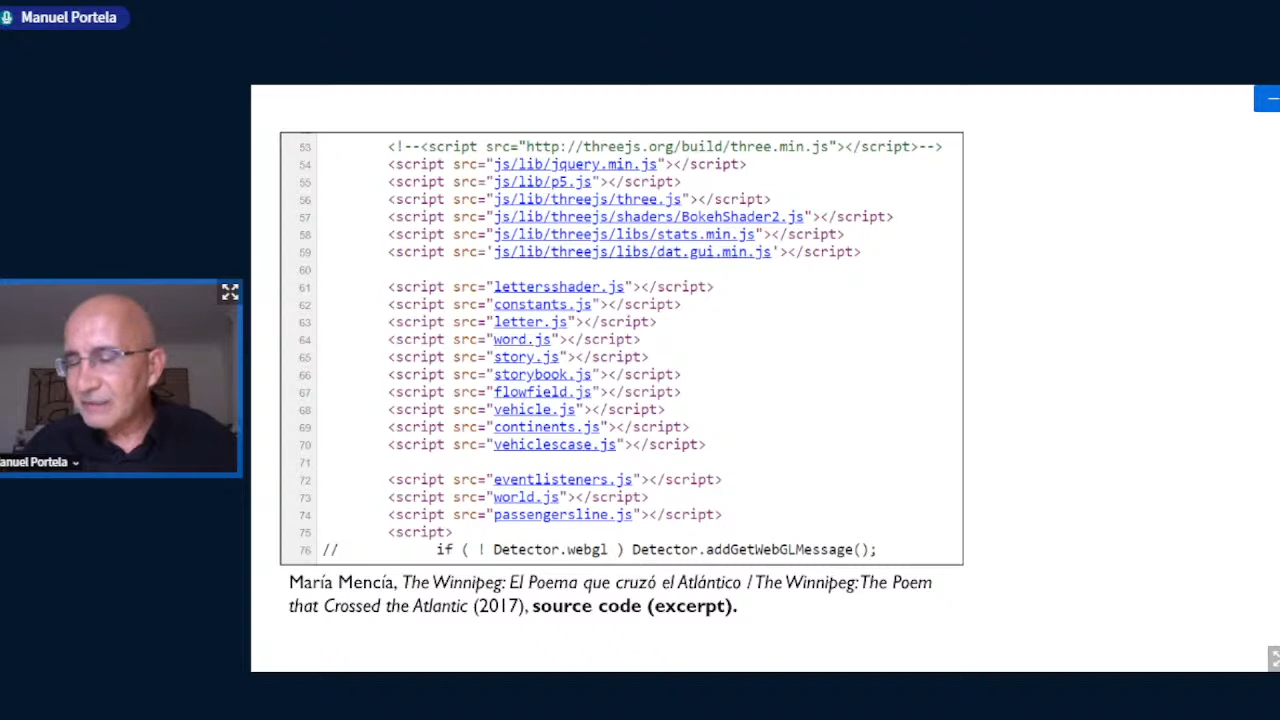 Manuel Portela
53 <!--<script src="http://threejs.org/build/three.min.js"></script>-->
54 <script src="js/lib/jquery.min.js"></script>
55 <script src="js/lib/p5.js"></script>
56 <script src="js/lib/threejs/three.js"></script>
57 <script src="js/lib/threejs/shaders/BokehShader2.js"></script>
58 <script src="js/lib/threejs/libs/stats.min.js"></script>
59 <script src='js/lib/threejs/libs/dat.gui.min.js'></script>
60
61 <script src="lettersshader.js"></script>
62 <script src="constants.js"></script>
63 <script src="letter.js"></script>
64 <script src="word.js"></script>
65 <script src="story.js"></script>
66 <script src="storybook.js"></script>
67 <script src="flowfield.js"></script>
68 <script src="vehicle.js"></script>
69 <script src="continents.js"></script>
70 <script src="vehiclescase.js"></script>
71
72 <script src="eventlisteners.js"></script>
73 <script src="world.js"></script>
74 <script src="passengersline.js"></script>
75 <script>
76 // if ( ! Detector.webgl ) Detector.addGetWebGLMessage();
María Mencía, The Winnipeg: El Poema que cruzó el Atlántico / The Winnipeg: The Poem
that Crossed the Atlantic (2017), source code (excerpt).
anuel Portela